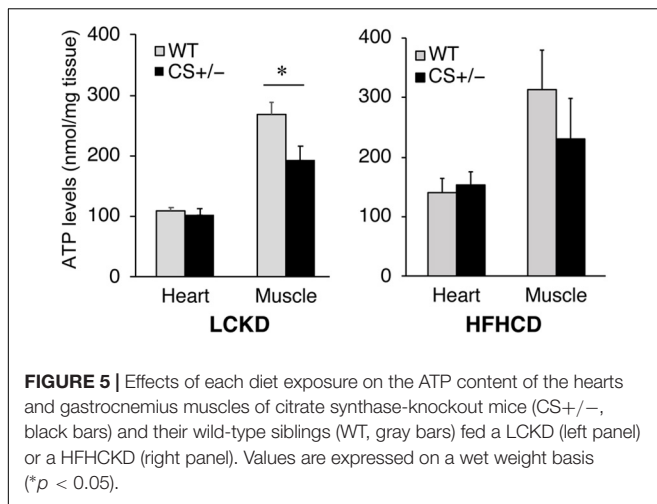 ATP levels (nmol/mg tissue)
400
300
200
100
0
WT
CS+/−
*
Heart
Muscle
LCKD
400
300
200
100
0
WT
CS+/−
Heart
Muscle
HFHCD
FIGURE 5 | Effects of each diet exposure on the ATP content of the hearts
and gastrocnemius muscles of citrate synthase-knockout mice (CS+/−,
black bars) and their wild-type siblings (WT, gray bars) fed a LCKD (left panel)
or a HFHCKD (right panel). Values are expressed on a wet weight basis
(*p < 0.05).